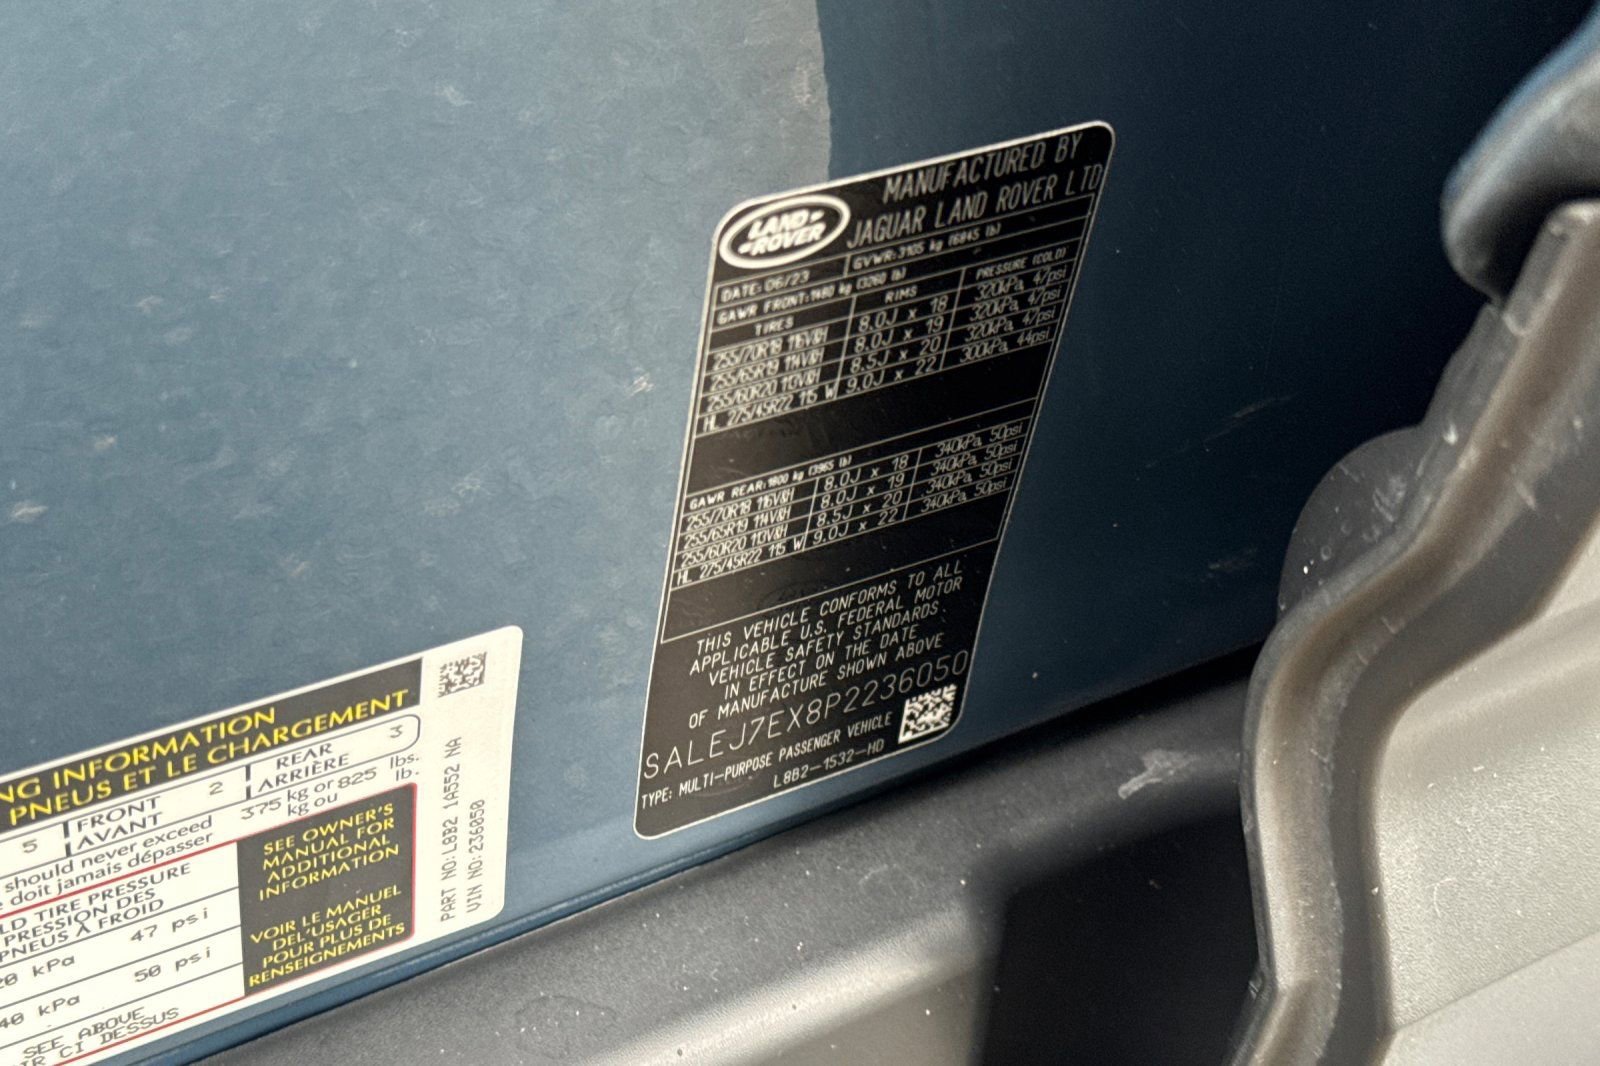 LAND-
-ROVER
MANUFACTURED BY
JAGUAR LAND ROVER LTD
DATE: 06/23
GVWR: 3105 kg (6845 lb)
GAWR FRONT: 1480 kg (3260 lb)
TIRES RIMS PRESSURE (COLD)
255/70R18 116V&H 8.0J x 18 320kPa, 47psi
255/65R19 114V&H 8.0J x 19 320kPa, 47psi
255/60R20 113V&H 8.5J x 20 320kPa, 47psi
HL 275/45R22 115 W 9.0J x 22 300kPa, 44psi
GAWR REAR: 1800 kg (3965 lb)
255/70R18 116V&H 8.0J x 18 340kPa, 50psi
255/65R19 114V&H 8.0J x 19 340kPa, 50psi
255/60R20 113V&H 8.5J x 20 340kPa, 50psi
HL 275/45R22 115 W 9.0J x 22 340kPa, 50psi
THIS VEHICLE CONFORMS TO ALL
APPLICABLE U.S. FEDERAL MOTOR
VEHICLE SAFETY STANDARDS
IN EFFECT ON THE DATE
OF MANUFACTURE SHOWN ABOVE
SALEJ7EX8P2236050
TYPE: MULTI-PURPOSE PASSENGER VEHICLE
L8B2-1532-HD
NG INFORMATION
PNEUS ET LE CHARGEMENT
5 FRONT 2 REAR 3
AVANT ARRIÈRE
should never exceed 375 kg or 825 lbs.
doit jamais dépasser kg ou lb.
LD TIRE PRESSURE
PRESSION DES
PNEUS À FROID
20 kPa 47 psi
40 kPa 50 psi
SEE ABOVE
IR CI DESSUS
SEE OWNER'S
MANUAL FOR
ADDITIONAL
INFORMATION
VOIR LE MANUEL
DEL'USAGER
POUR PLUS DE
RENSEIGNEMENTS
PART NO: L8B2 1A552 NA
VIN NO: 236050